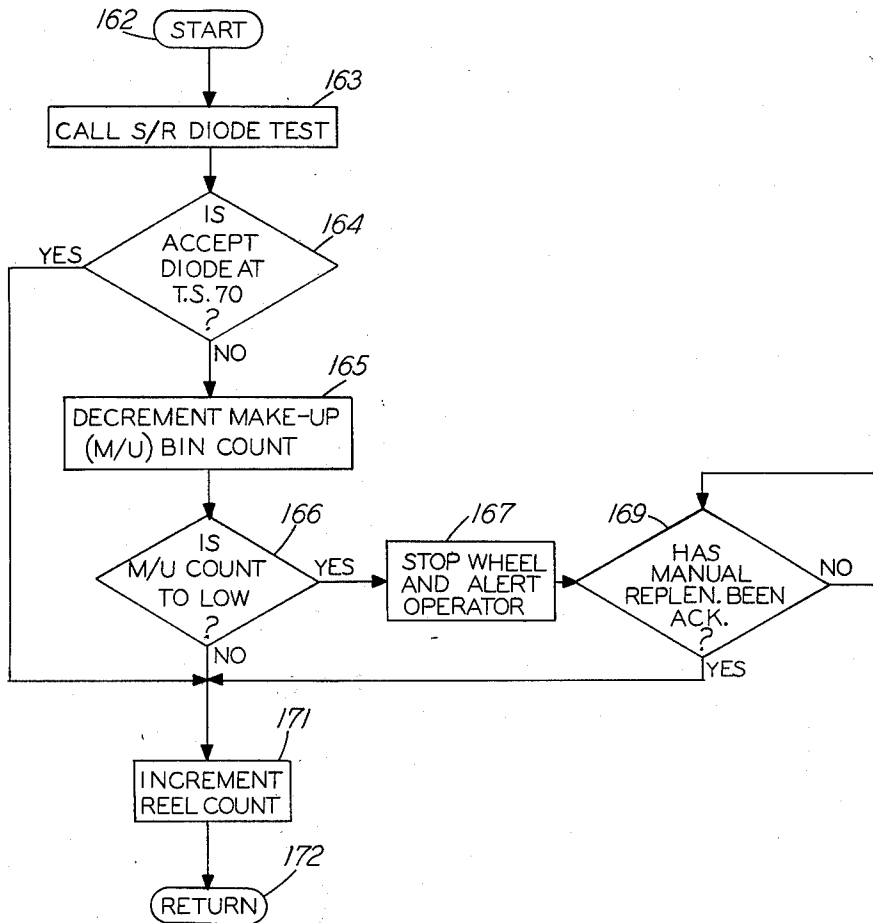 162
START
163
CALL S/R DIODE TEST
164
IS
ACCEPT
DIODE AT
T.S. 70
?
YES
NO
165
DECREMENT MAKE-UP
(M/U) BIN COUNT
166
IS
M/U COUNT
TO LOW
?
YES
NO
167
STOP WHEEL
AND ALERT
OPERATOR
169
HAS
MANUAL
REPLEN. BEEN
ACK.
?
NO
YES
171
INCREMENT
REEL COUNT
172
RETURN